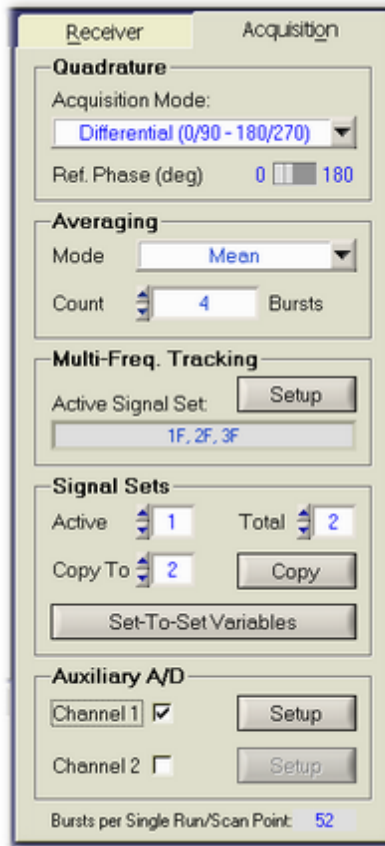 Receiver Acquisition
Quadrature
Acquisition Mode:
Differential (0/90 - 180/270)
Ref. Phase (deg) 0 180
Averaging
Mode Mean
Count 4 Bursts
Multi-Freq. Tracking
Active Signal Set: Setup
1F, 2F, 3F
Signal Sets
Active 1 Total 2
Copy To 2 Copy
Set-To-Set Variables
Auxiliary A/D
Channel 1 Setup
Channel 2 Setup
Bursts per Single Run/Scan Point: 52